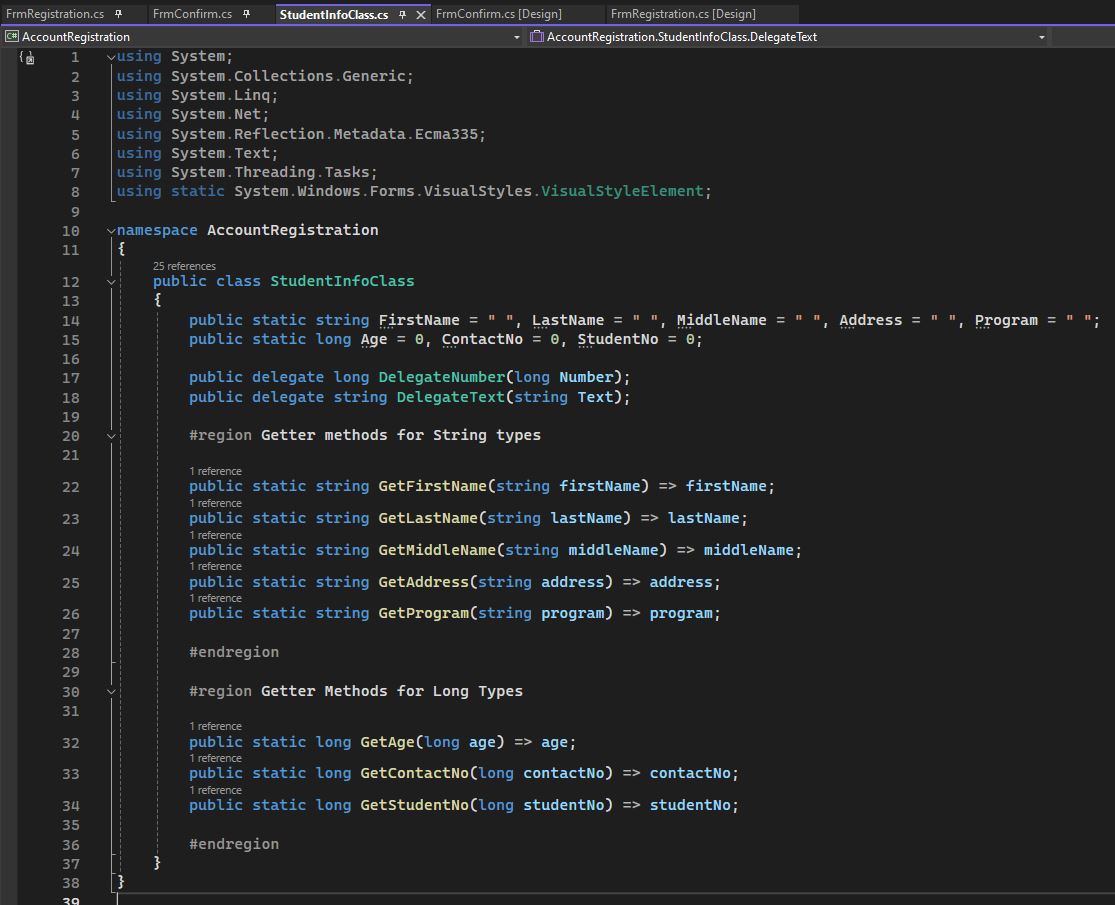 FrmRegistration.cs FrmConfirm.cs StudentInfoClass.cs FrmConfirm.cs [Design] FrmRegistration.cs [Design]
C# AccountRegistration AccountRegistration.StudentInfoClass.DelegateText
1 using System;
2 using System.Collections.Generic;
3 using System.Linq;
4 using System.Net;
5 using System.Reflection.Metadata.Ecma335;
6 using System.Text;
7 using System.Threading.Tasks;
8 using static System.Windows.Forms.VisualStyles.VisualStyleElement;
9
10 namespace AccountRegistration
11 {
25 references
12 public class StudentInfoClass
13 {
14 public static string FirstName = " ", LastName = " ", MiddleName = " ", Address = " ", Program = " ";
15 public static long Age = 0, ContactNo = 0, StudentNo = 0;
16
17 public delegate long DelegateNumber(long Number);
18 public delegate string DelegateText(string Text);
19
20 #region Getter methods for String types
21
1 reference
22 public static string GetFirstName(string firstName) => firstName;
1 reference
23 public static string GetLastName(string lastName) => lastName;
1 reference
24 public static string GetMiddleName(string middleName) => middleName;
1 reference
25 public static string GetAddress(string address) => address;
1 reference
26 public static string GetProgram(string program) => program;
27
28 #endregion
29
30 #region Getter Methods for Long Types
31
1 reference
32 public static long GetAge(long age) => age;
1 reference
33 public static long GetContactNo(long contactNo) => contactNo;
1 reference
34 public static long GetStudentNo(long studentNo) => studentNo;
35
36 #endregion
37 }
38 }
39